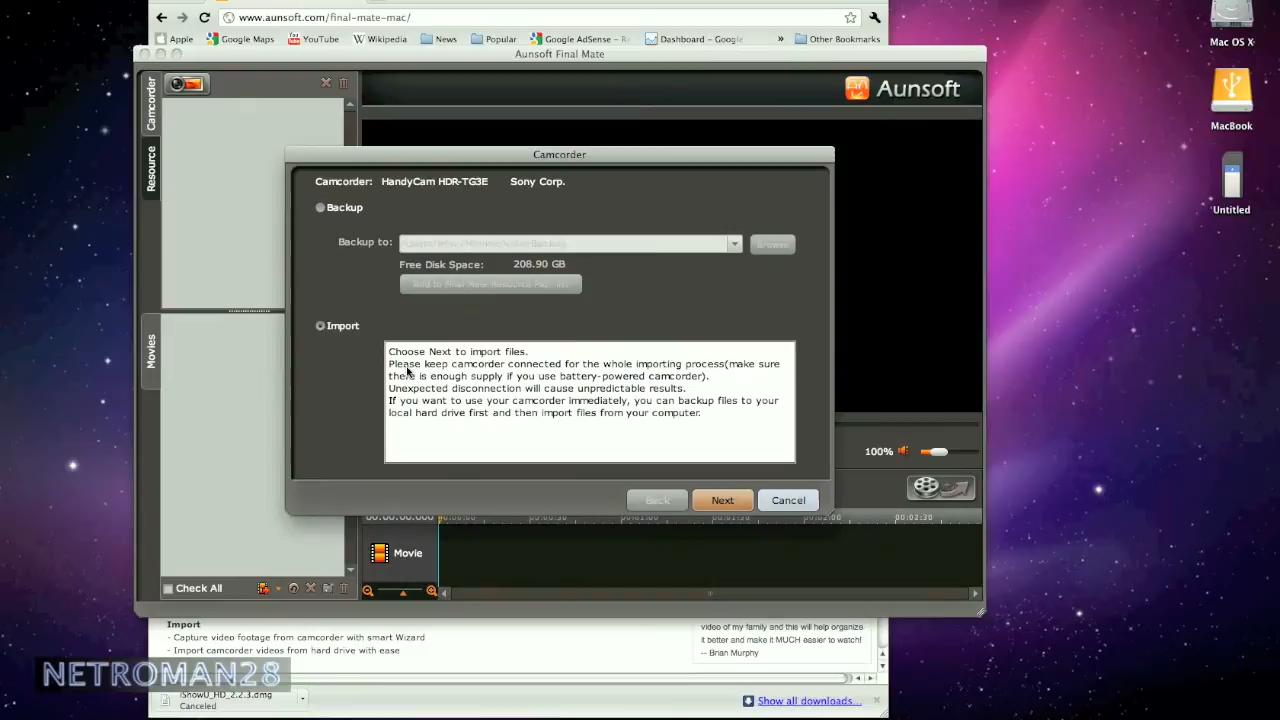 www.aunsoft.com/final-mate-mac/
Apple Google Maps YouTube Wikipedia News Popular Google AdSense - Re Dashboard - Google » Other Bookmarks
Aunsoft Final Mate
Mac OS X
MacBook
Untitled
Camcorder
Resource
Movies
Aunsoft
Camcorder
Camcorder: HandyCam HDR-TG3E Sony Corp.
Backup
Backup to:
Browse
Free Disk Space: 208.90 GB
Import
Choose Next to import files.
Please keep camcorder connected for the whole importing process(make sure
there is enough supply if you use battery-powered camcorder).
Unexpected disconnection will cause unpredictable results.
If you want to use your camcorder immediately, you can backup files to your
local hard drive first and then import files from your computer.
Back Next Cancel
100%
00:02:30
Movie
Check All
Import
- Capture video footage from camcorder with smart Wizard
- Import camcorder videos from hard drive with ease
video of my family and this will help organize
it better and make it MUCH easier to watch!
-- Brian Murphy
NETROMAN28
iShowU_HD_2.2.3.dmg
Canceled
Show all downloads...